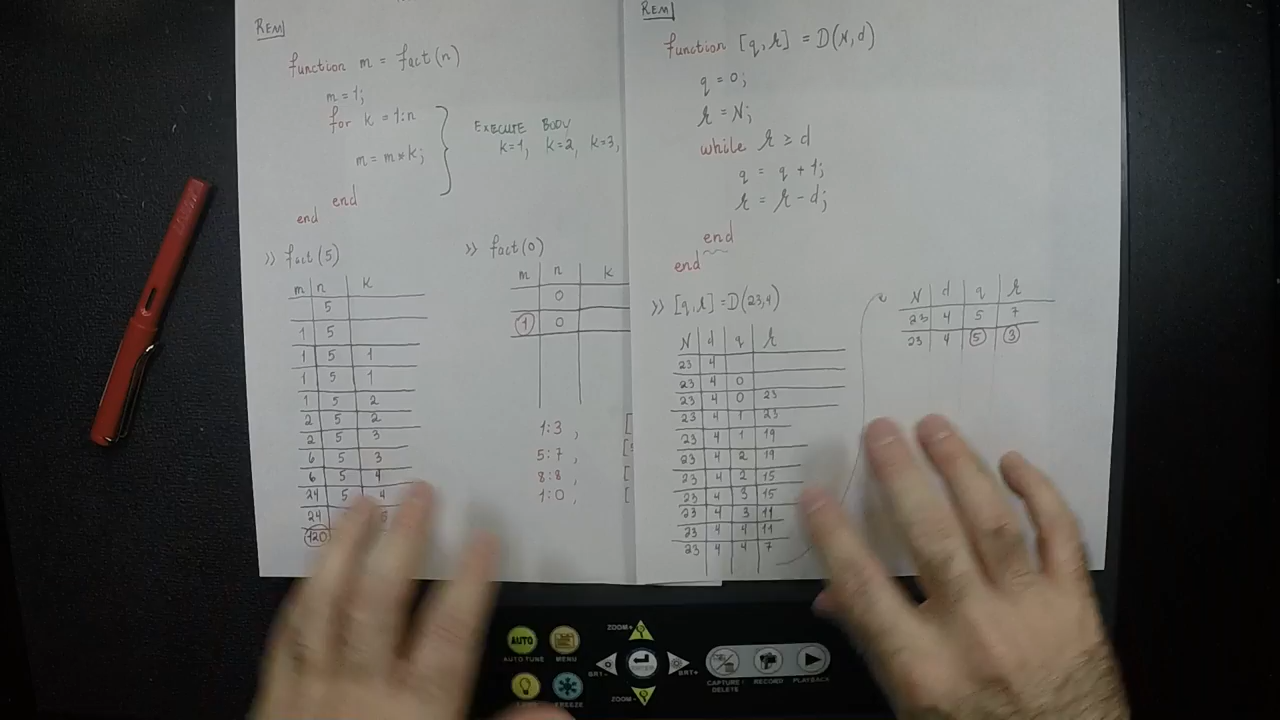 REM
function m = fact(n)
m=1;
for k = 1:n
m=m*k;
end
end
EXECUTE BODY
k=1, k=2, k=3,
>> fact(5)
m n k
5
1 5
1 5 1
1 5 1
1 5 2
2 5 2
2 5 3
6 5 3
6 5 4
24 5 4
24
120
>> fact(0)
m n k
0
1 0
1:3 , [
5:7 ,
8:8 , [
1:0 , [
REM
function [q,r] = D(N,d)
q = 0;
r = N;
while r ≥ d
q = q + 1;
r = r - d;
end
end
>> [q,r] = D(23,4)
N d q r
23 4
23 4 0
23 4 0 23
23 4 1 23
23 4 1 19
23 4 2 19
23 4 2 15
23 4 3 15
23 4 3 11
23 4 4 11
23 4 4 7
N d q r
23 4 5 7
23 4 5 3
AUTO
AUTO TUNE
MENU
ZOOM+
BRT-
BRT+
ZOOM-
FREEZE
CAPTURE/
DELETE
RECORD
PLAYBACK